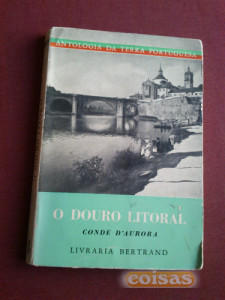 ANTOLOGIA DA TERRA PORTUGUESA
O DOURO LITORAL
CONDE D'AURORA
LIVRARIA BERTRAND
coisas